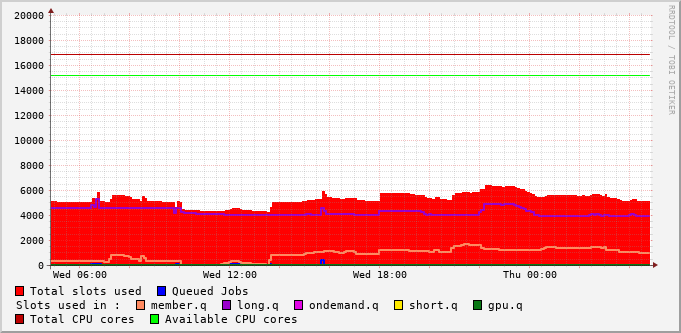 RRDTOOL / TOBI OETIKER
20000
18000
16000
14000
12000
10000
8000
6000
4000
2000
0
Wed 06:00 Wed 12:00 Wed 18:00 Thu 00:00
Total slots used Queued Jobs
Slots used in : member.q long.q ondemand.q short.q gpu.q
Total CPU cores Available CPU cores